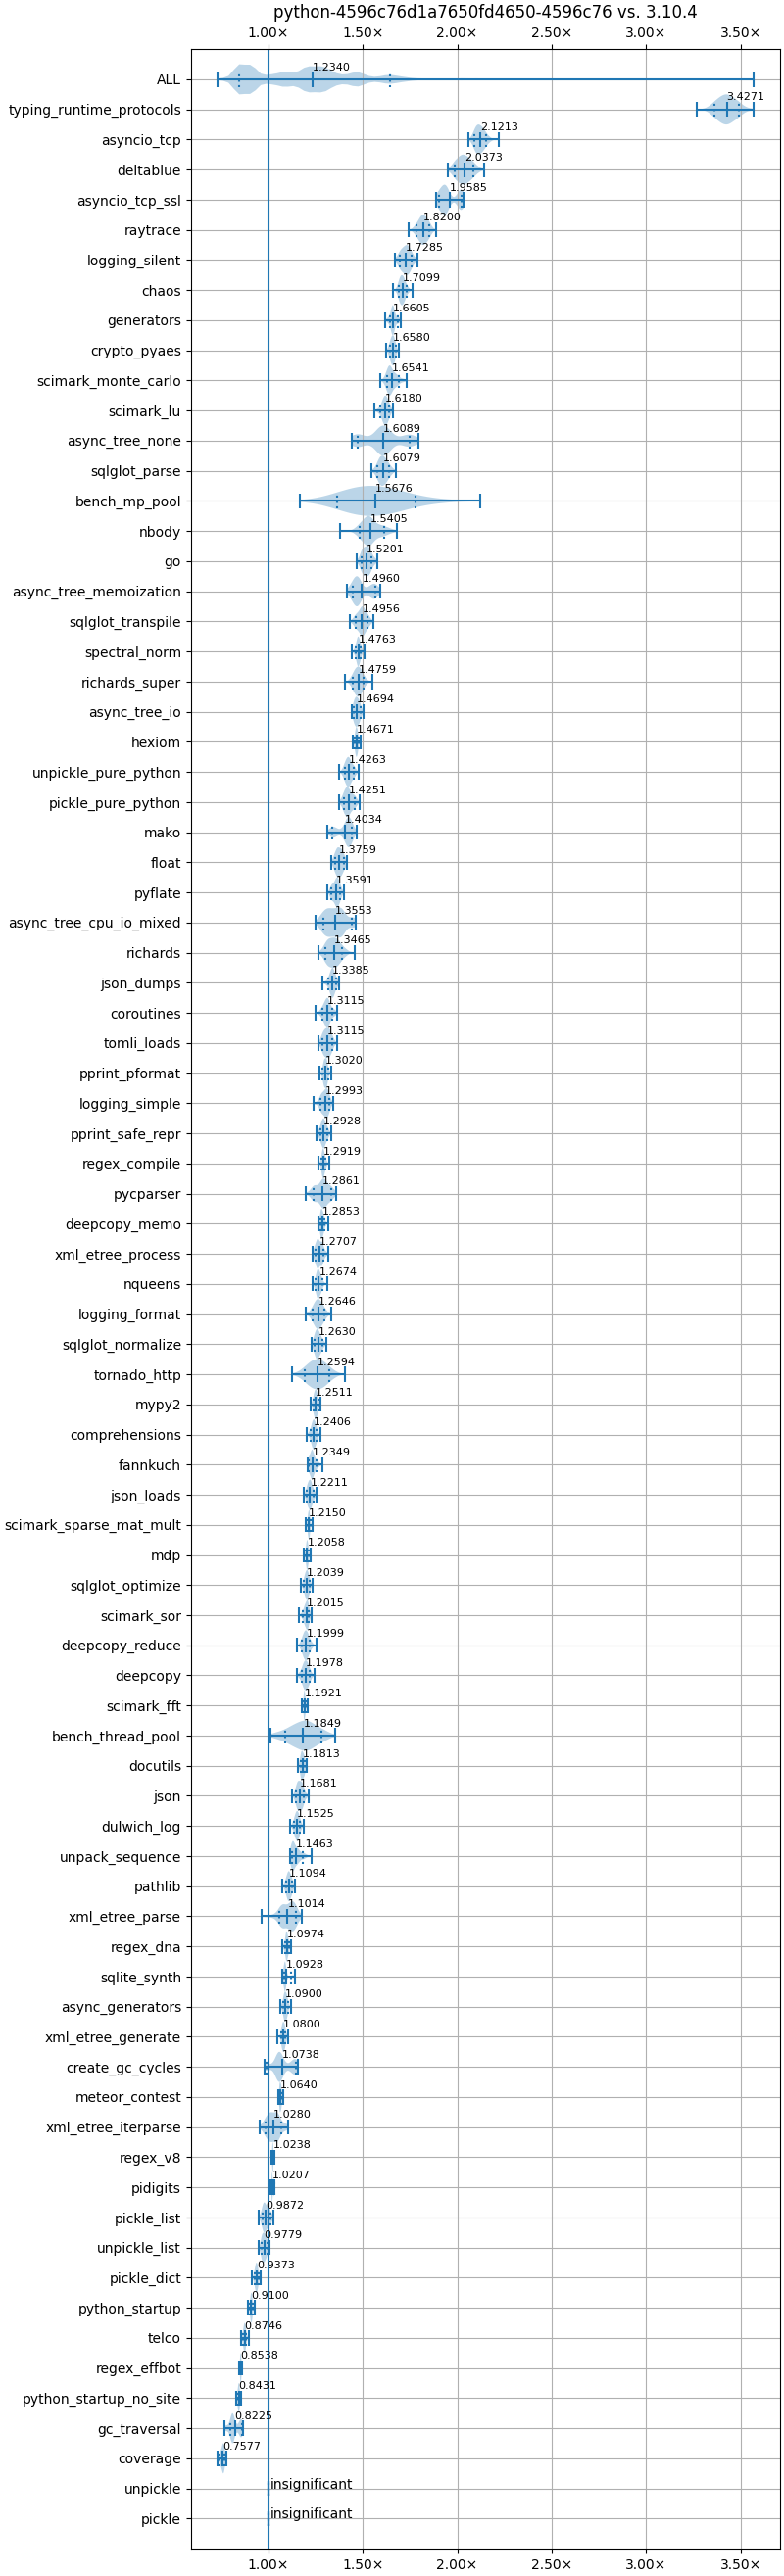 python-4596c76d1a7650fd4650-4596c76 vs. 3.10.4
1.00× 1.50× 2.00× 2.50× 3.00× 3.50×
ALL 1.2340
typing_runtime_protocols 3.4271
asyncio_tcp 2.1213
deltablue 2.0373
asyncio_tcp_ssl 1.9585
raytrace 1.8200
logging_silent 1.7285
chaos 1.7099
generators 1.6605
crypto_pyaes 1.6580
scimark_monte_carlo 1.6541
scimark_lu 1.6180
async_tree_none 1.6089
sqlglot_parse 1.6079
bench_mp_pool 1.5676
nbody 1.5405
go 1.5201
async_tree_memoization 1.4960
sqlglot_transpile 1.4956
spectral_norm 1.4763
richards_super 1.4759
async_tree_io 1.4694
hexiom 1.4671
unpickle_pure_python 1.4263
pickle_pure_python 1.4251
mako 1.4034
float 1.3759
pyflate 1.3591
async_tree_cpu_io_mixed 1.3553
richards 1.3465
json_dumps 1.3385
coroutines 1.3115
tomli_loads 1.3115
pprint_pformat 1.3020
logging_simple 1.2993
pprint_safe_repr 1.2928
regex_compile 1.2919
pycparser 1.2861
deepcopy_memo 1.2853
xml_etree_process 1.2707
nqueens 1.2674
logging_format 1.2646
sqlglot_normalize 1.2630
tornado_http 1.2594
mypy2 1.2511
comprehensions 1.2406
fannkuch 1.2349
json_loads 1.2211
scimark_sparse_mat_mult 1.2150
mdp 1.2058
sqlglot_optimize 1.2039
scimark_sor 1.2015
deepcopy_reduce 1.1999
deepcopy 1.1978
scimark_fft 1.1921
bench_thread_pool 1.1849
docutils 1.1813
json 1.1681
dulwich_log 1.1525
unpack_sequence 1.1463
pathlib 1.1094
xml_etree_parse 1.1014
regex_dna 1.0974
sqlite_synth 1.0928
async_generators 1.0900
xml_etree_generate 1.0800
create_gc_cycles 1.0738
meteor_contest 1.0640
xml_etree_iterparse 1.0280
regex_v8 1.0238
pidigits 1.0207
pickle_list 0.9872
unpickle_list 0.9779
pickle_dict 0.9373
python_startup 0.9100
telco 0.8746
regex_effbot 0.8538
python_startup_no_site 0.8431
gc_traversal 0.8225
coverage 0.7577
unpickle insignificant
pickle insignificant
1.00× 1.50× 2.00× 2.50× 3.00× 3.50×